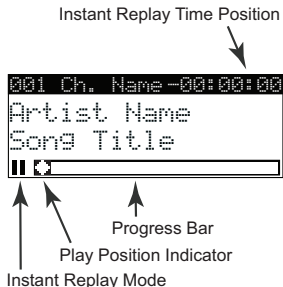 Instant Replay Time Position
001 Ch. Name -00:00:00
Artist Name
Song Title
Progress Bar
Play Position Indicator
Instant Replay Mode